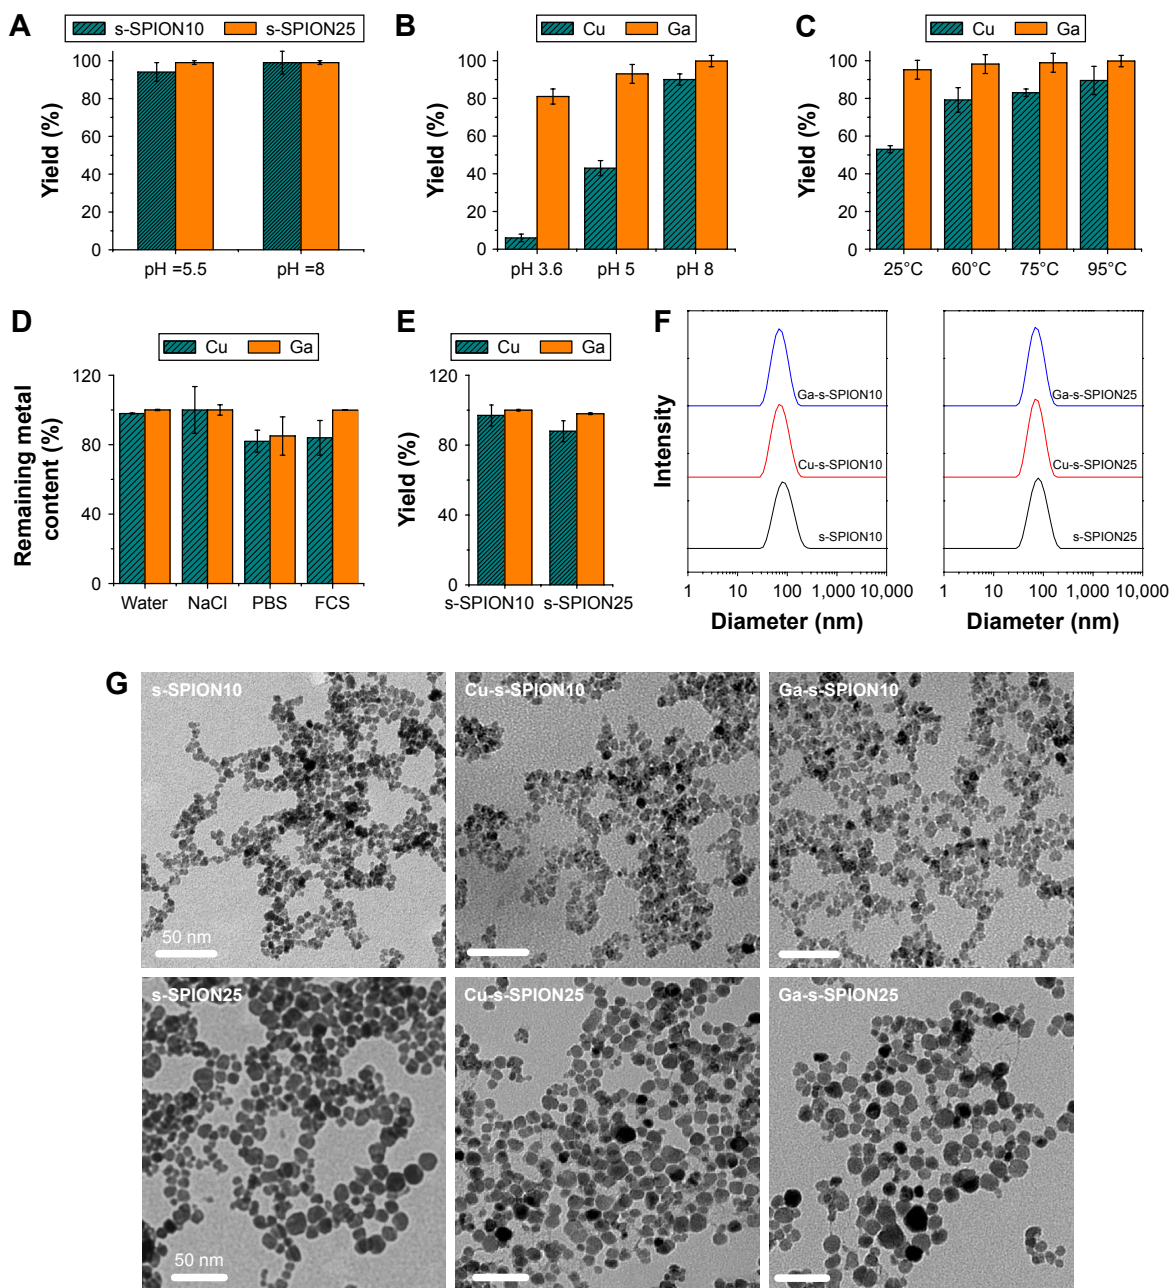 A
s-SPION10 s-SPION25
Yield (%)
100
80
60
40
20
0
pH =5.5 pH =8
B
Cu Ga
Yield (%)
100
80
60
40
20
0
pH 3.6 pH 5 pH 8
C
Cu Ga
Yield (%)
100
80
60
40
20
0
25°C 60°C 75°C 95°C
D
Cu Ga
Remaining metal
content (%)
120
80
40
0
Water NaCl PBS FCS
E
Cu Ga
Yield (%)
120
80
40
0
s-SPION10 s-SPION25
F
Intensity
Ga-s-SPION10
Cu-s-SPION10
s-SPION10
1 10 100 1,000 10,000
Diameter (nm)
Ga-s-SPION25
Cu-s-SPION25
s-SPION25
1 10 100 1,000 10,000
Diameter (nm)
G
s-SPION10
50 nm
Cu-s-SPION10
Ga-s-SPION10
s-SPION25
50 nm
Cu-s-SPION25
Ga-s-SPION25